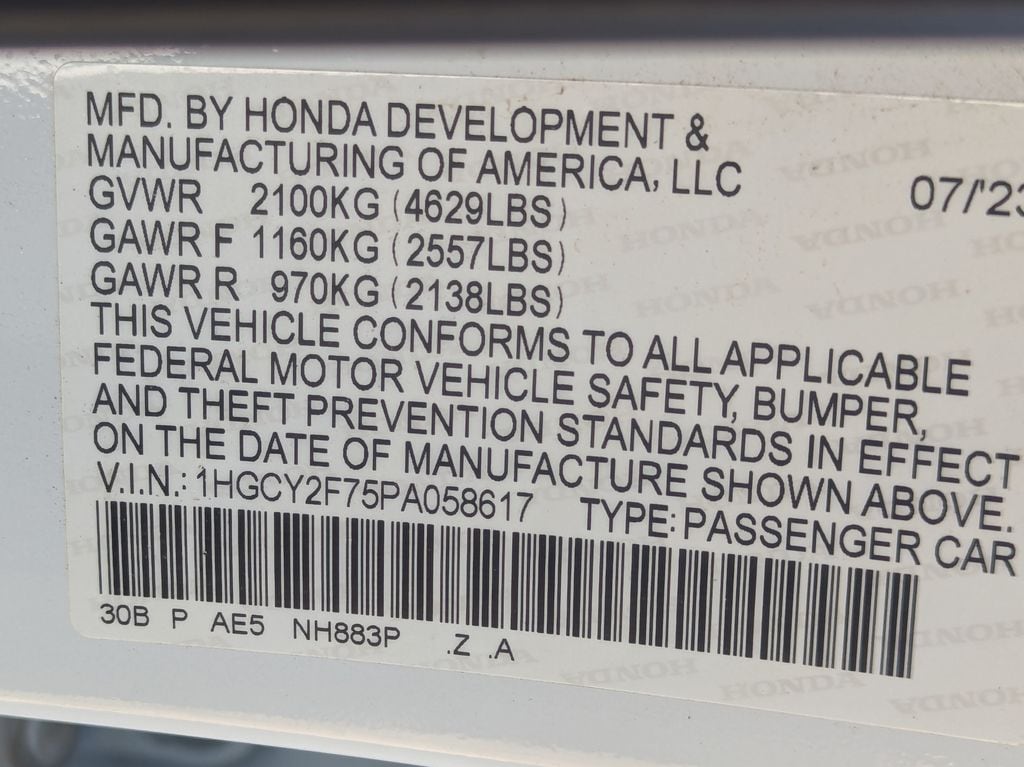 MFD. BY HONDA DEVELOPMENT &
MANUFACTURING OF AMERICA, LLC 07/'23
GVWR 2100KG (4629LBS)
GAWR F 1160KG (2557LBS)
GAWR R 970KG (2138LBS)
THIS VEHICLE CONFORMS TO ALL APPLICABLE
FEDERAL MOTOR VEHICLE SAFETY, BUMPER,
AND THEFT PREVENTION STANDARDS IN EFFECT
ON THE DATE OF MANUFACTURE SHOWN ABOVE.
V.I.N.: 1HGCY2F75PA058617 TYPE: PASSENGER CAR
30B P AE5 NH883P .Z .A